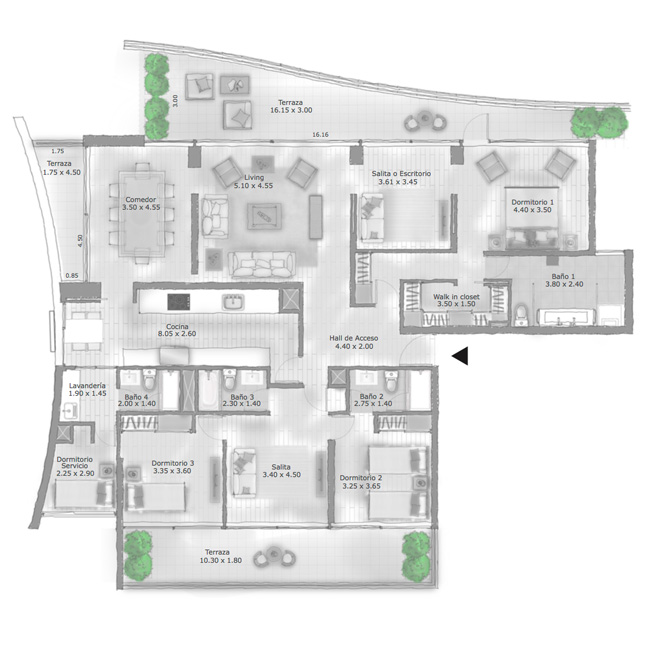 3.00
Terraza
16.15 x 3.00
16.16
1.75
Terraza
1.75 x 4.50
4.50
0.85
Comedor
3.50 x 4.55
Living
5.10 x 4.55
Salita o Escritorio
3.61 x 3.45
Dormitorio 1
4.40 x 3.50
Baño 1
3.80 x 2.40
Walk in closet
3.50 x 1.50
Cocina
8.05 x 2.60
Hall de Acceso
4.40 x 2.00
Lavandería
1.90 x 1.45
Baño 4
2.00 x 1.40
Baño 3
2.30 x 1.40
Baño 2
2.75 x 1.40
Dormitorio
Servicio
2.25 x 2.90
Dormitorio 3
3.35 x 3.60
Salita
3.40 x 4.50
Dormitorio 2
3.25 x 3.65
Terraza
10.30 x 1.80